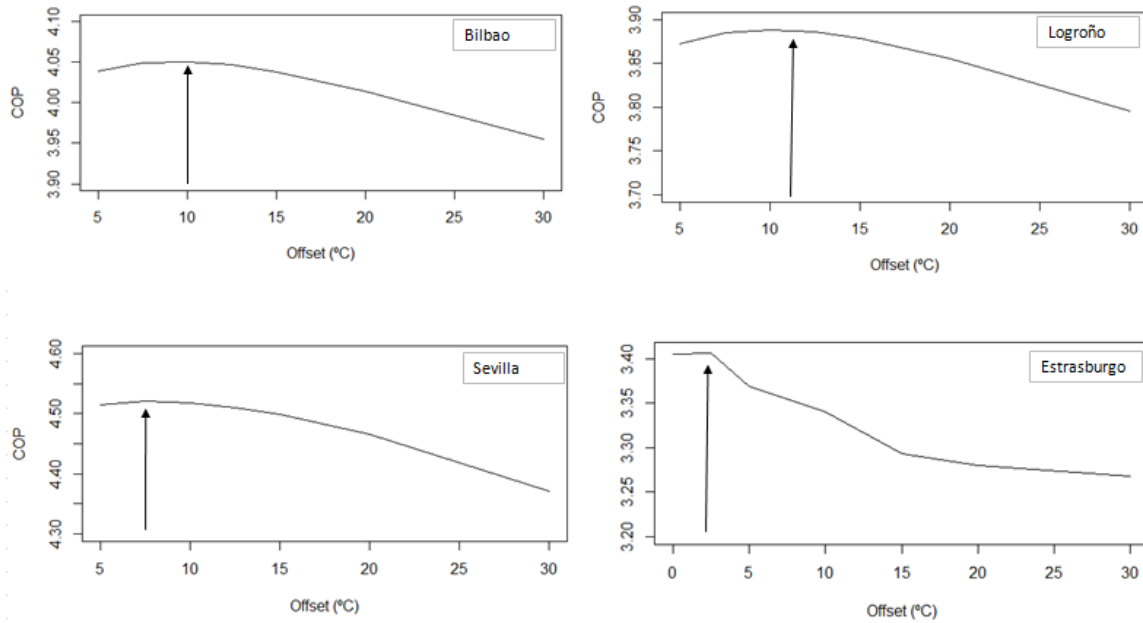 Bilbao
COP
4.10
4.05
4.00
3.95
3.90
5 10 15 20 25 30
Offset (ºC)
Logroño
COP
3.90
3.85
3.80
3.75
3.70
5 10 15 20 25 30
Offset (ºC)
Sevilla
COP
4.60
4.50
4.40
4.30
5 10 15 20 25 30
Offset (ºC)
Estrasburgo
3.40
3.35
3.30
3.25
3.20
0 5 10 15 20 25 30
Offset (ºC)